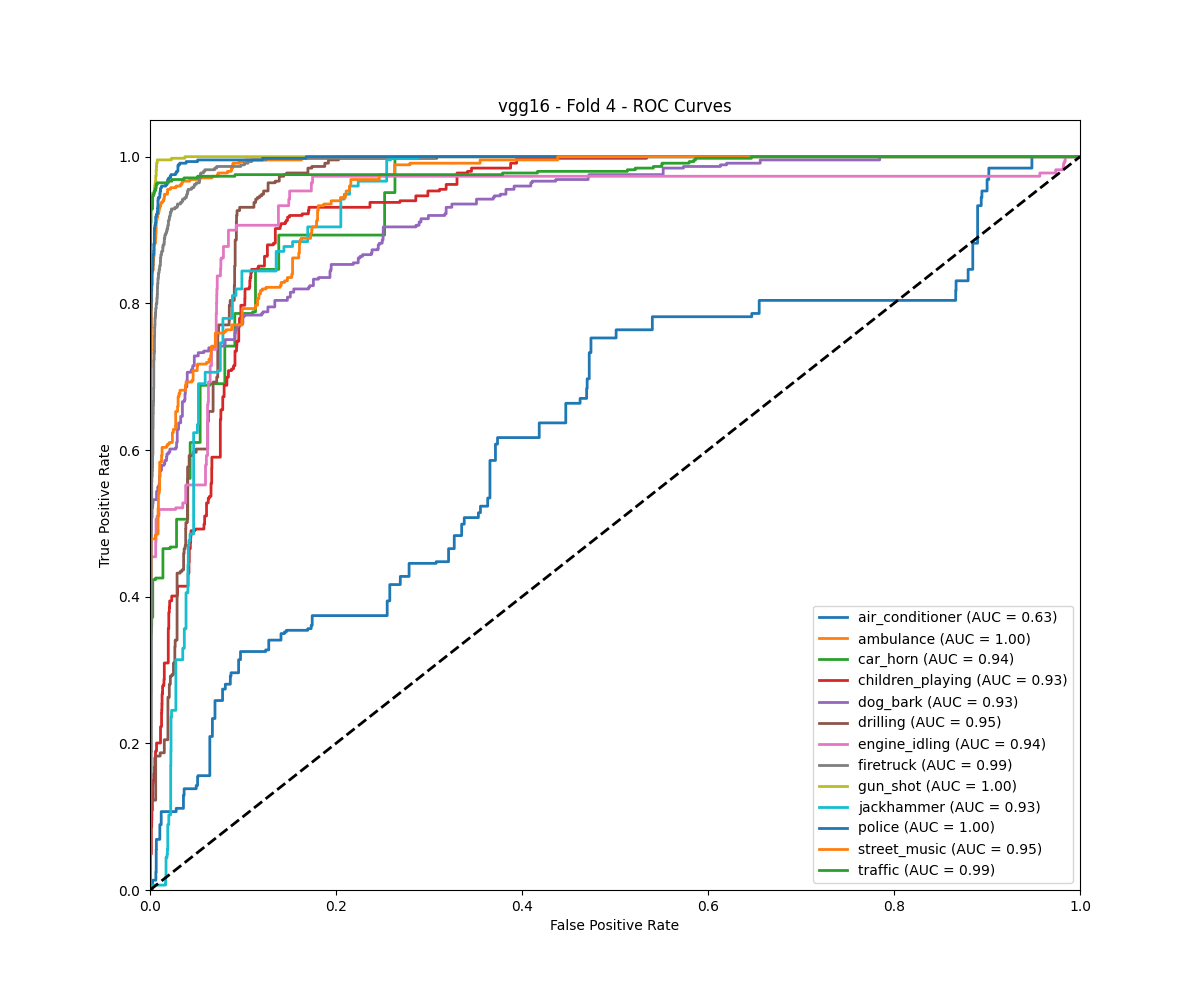 vgg16 - Fold 4 - ROC Curves
True Positive Rate
1.0
0.8
0.6
0.4
0.2
0.0
0.0 0.2 0.4 0.6 0.8 1.0
False Positive Rate
air_conditioner (AUC = 0.63)
ambulance (AUC = 1.00)
car_horn (AUC = 0.94)
children_playing (AUC = 0.93)
dog_bark (AUC = 0.93)
drilling (AUC = 0.95)
engine_idling (AUC = 0.94)
firetruck (AUC = 0.99)
gun_shot (AUC = 1.00)
jackhammer (AUC = 0.93)
police (AUC = 1.00)
street_music (AUC = 0.95)
traffic (AUC = 0.99)